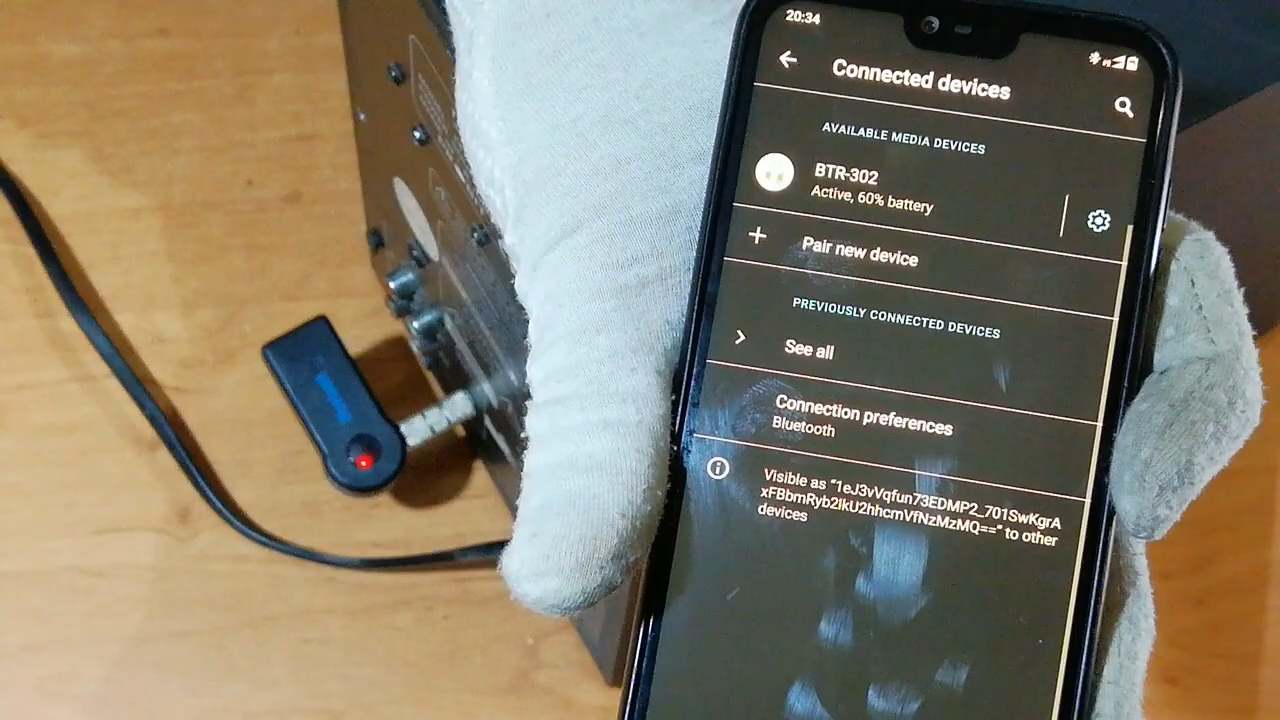 20:34
Connected devices
AVAILABLE MEDIA DEVICES
BTR-302
Active, 60% battery
Pair new device
PREVIOUSLY CONNECTED DEVICES
See all
Connection preferences
Bluetooth
Visible as "1eJ3vVqfun73EDMP2_701SwKgrA
xFBbmRyb2lkU2hhcmVfNzMzMQ==" to other
devices